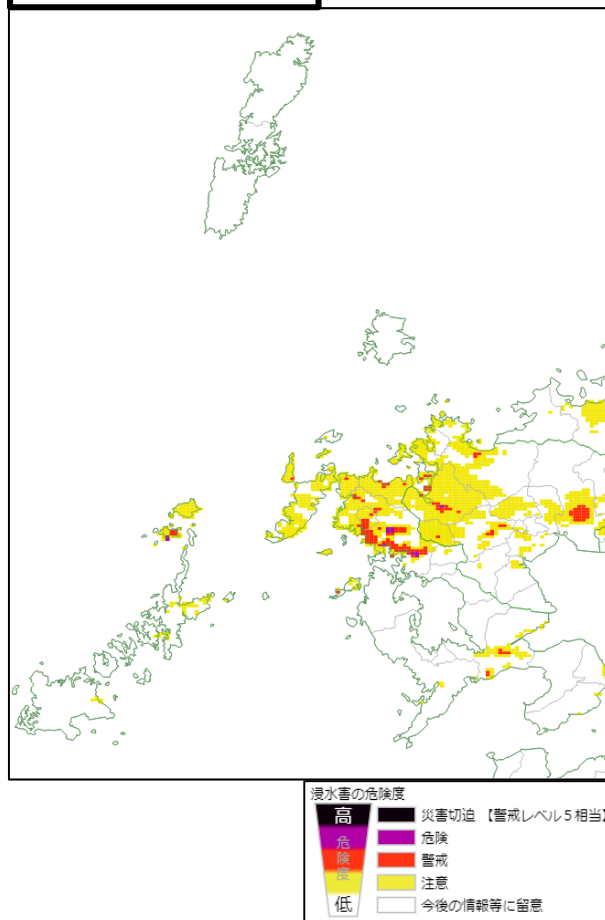 浸水害の危険度
高
危険度
低
災害切迫 【警戒レベル5相当】
危険
警戒
注意
今後の情報等に留意